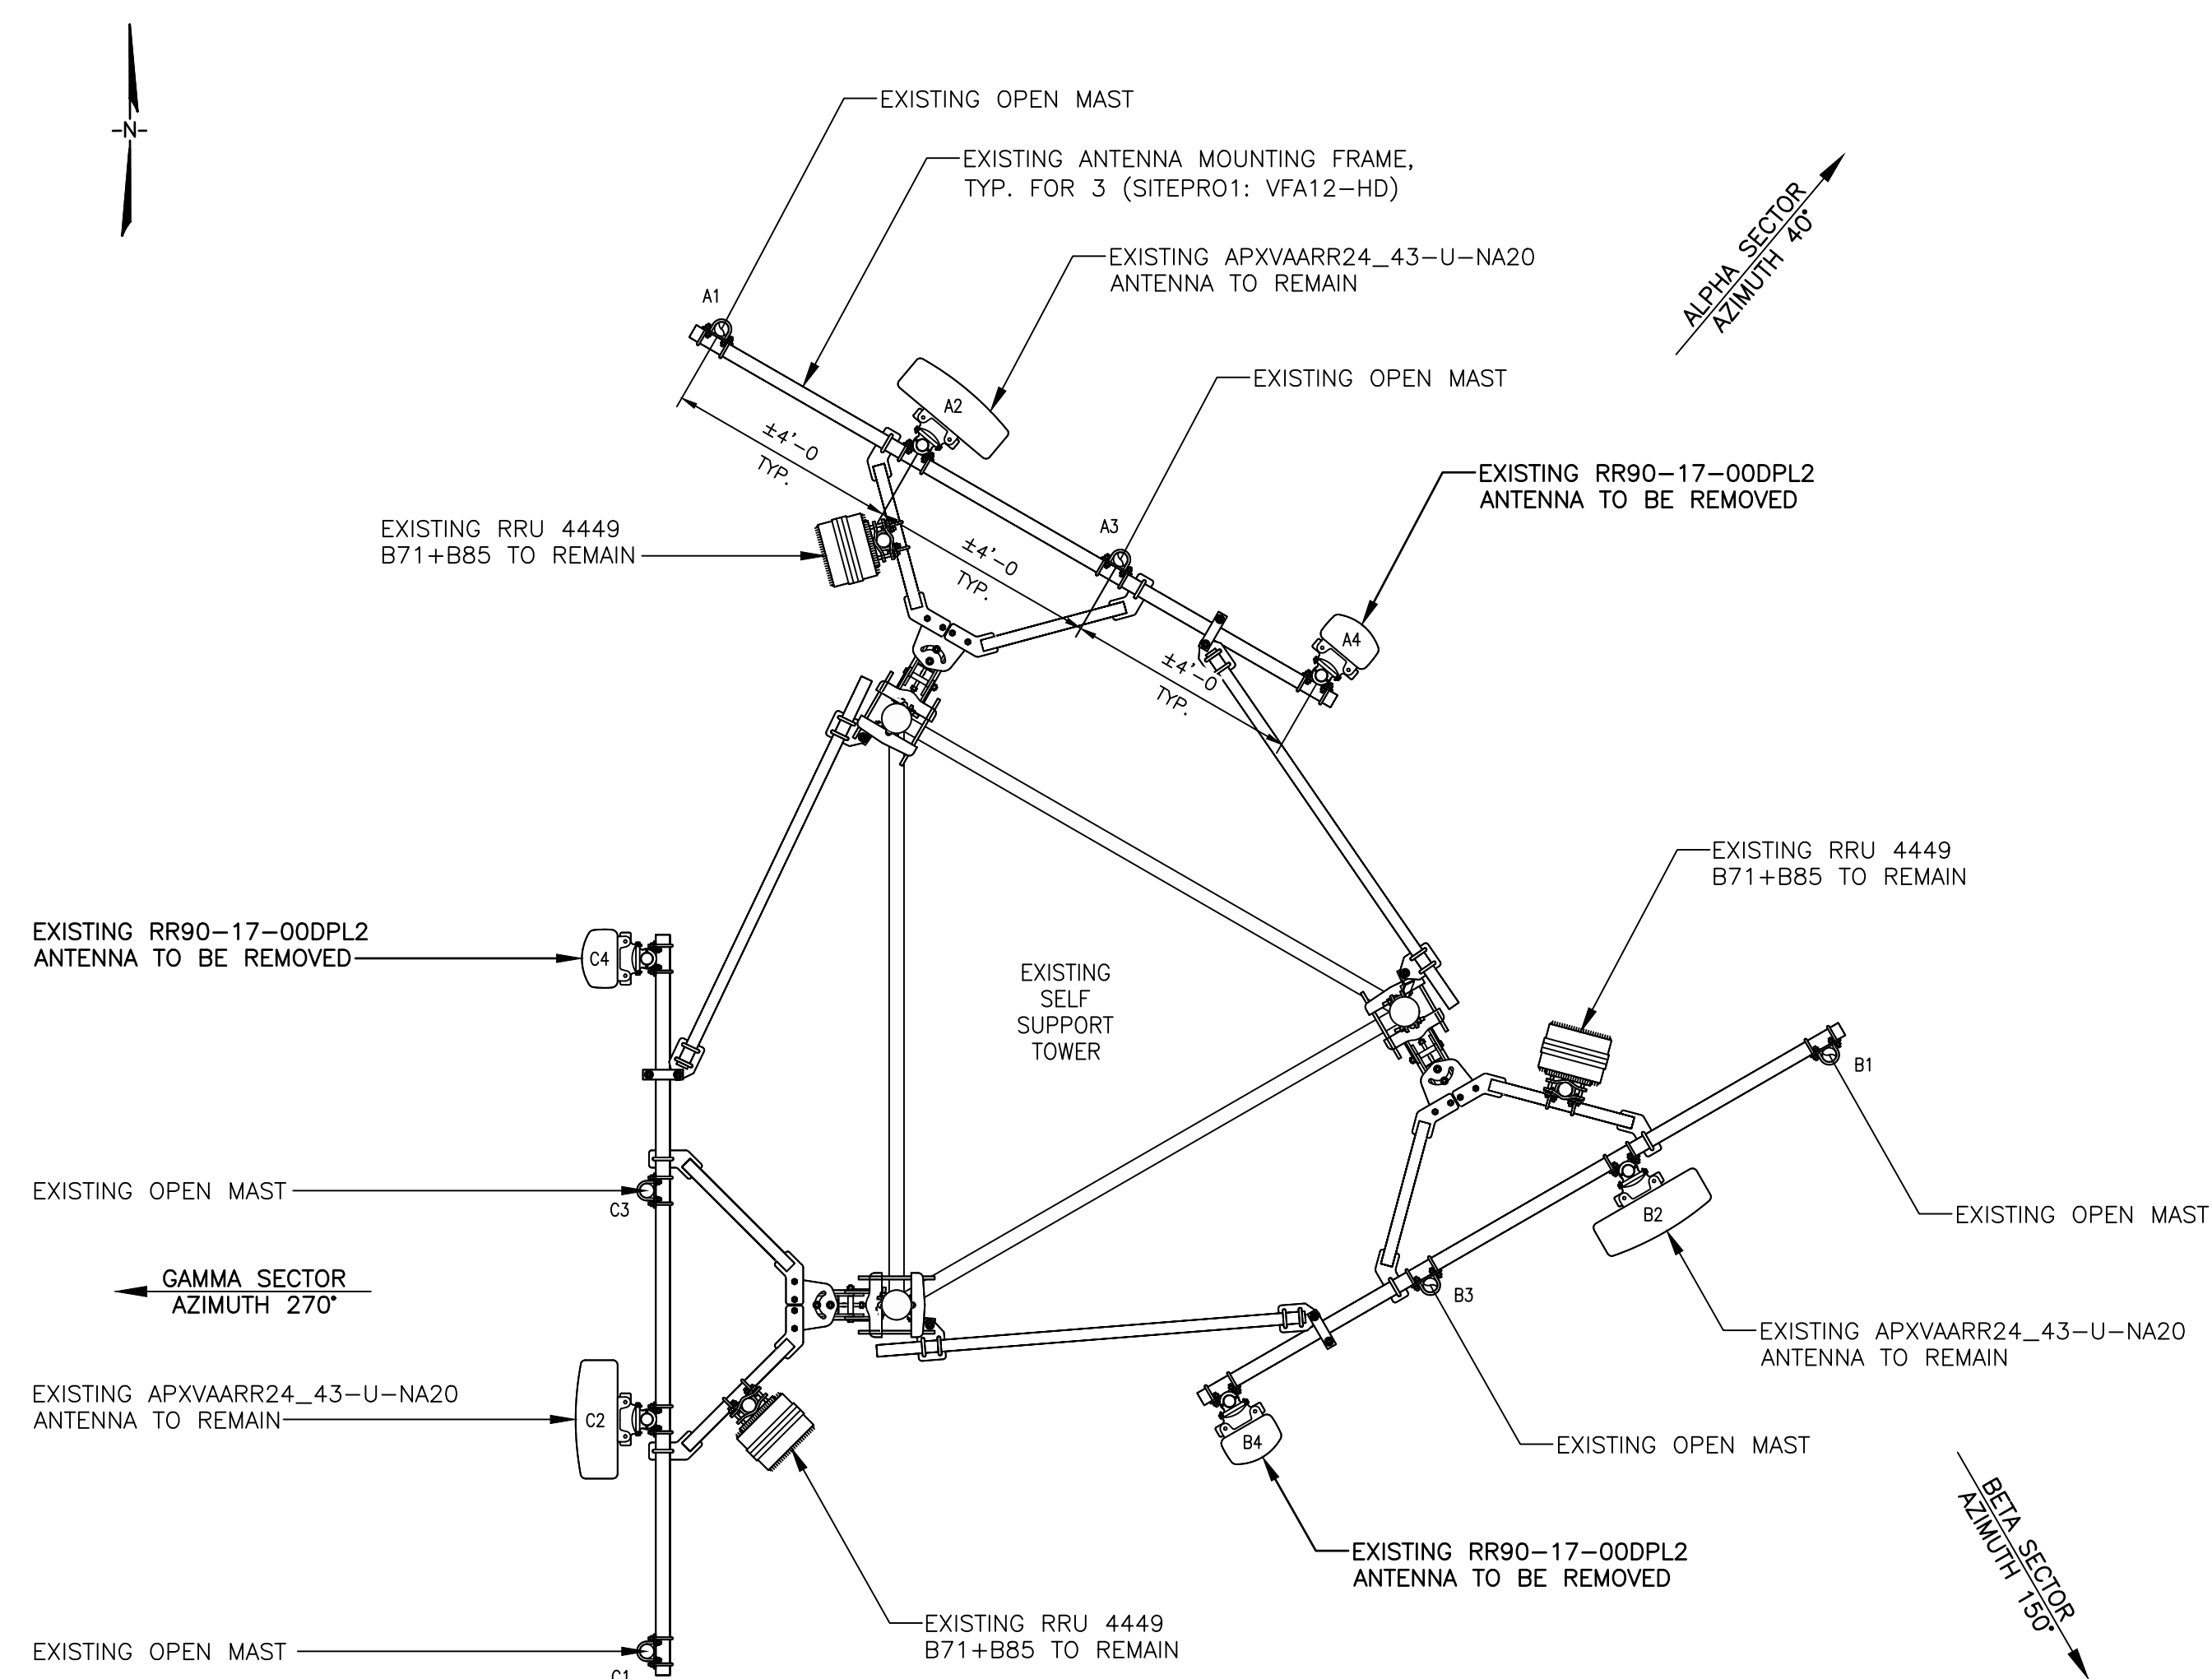 -N-
EXISTING OPEN MAST
EXISTING ANTENNA MOUNTING FRAME,
TYP. FOR 3 (SITEPRO1: VFA12-HD)
ALPHA SECTOR
AZIMUTH 40°
EXISTING APXVAARR24_43-U-NA20
ANTENNA TO REMAIN
A1
A2
EXISTING OPEN MAST
±4'-0
TYP.
EXISTING RR90-17-00DPL2
ANTENNA TO BE REMOVED
EXISTING RRU 4449
B71+B85 TO REMAIN
A3
±4'-0
TYP.
A4
±4'-0
TYP.
EXISTING RRU 4449
B71+B85 TO REMAIN
EXISTING RR90-17-00DPL2
ANTENNA TO BE REMOVED
C4
EXISTING
SELF
SUPPORT
TOWER
B1
EXISTING OPEN MAST
C3
B2
EXISTING OPEN MAST
GAMMA SECTOR
AZIMUTH 270°
B3
EXISTING APXVAARR24_43-U-NA20
ANTENNA TO REMAIN
EXISTING APXVAARR24_43-U-NA20
ANTENNA TO REMAIN
C2
B4
EXISTING OPEN MAST
EXISTING RR90-17-00DPL2
ANTENNA TO BE REMOVED
BETA SECTOR
AZIMUTH 150°
EXISTING RRU 4449
B71+B85 TO REMAIN
EXISTING OPEN MAST
C1